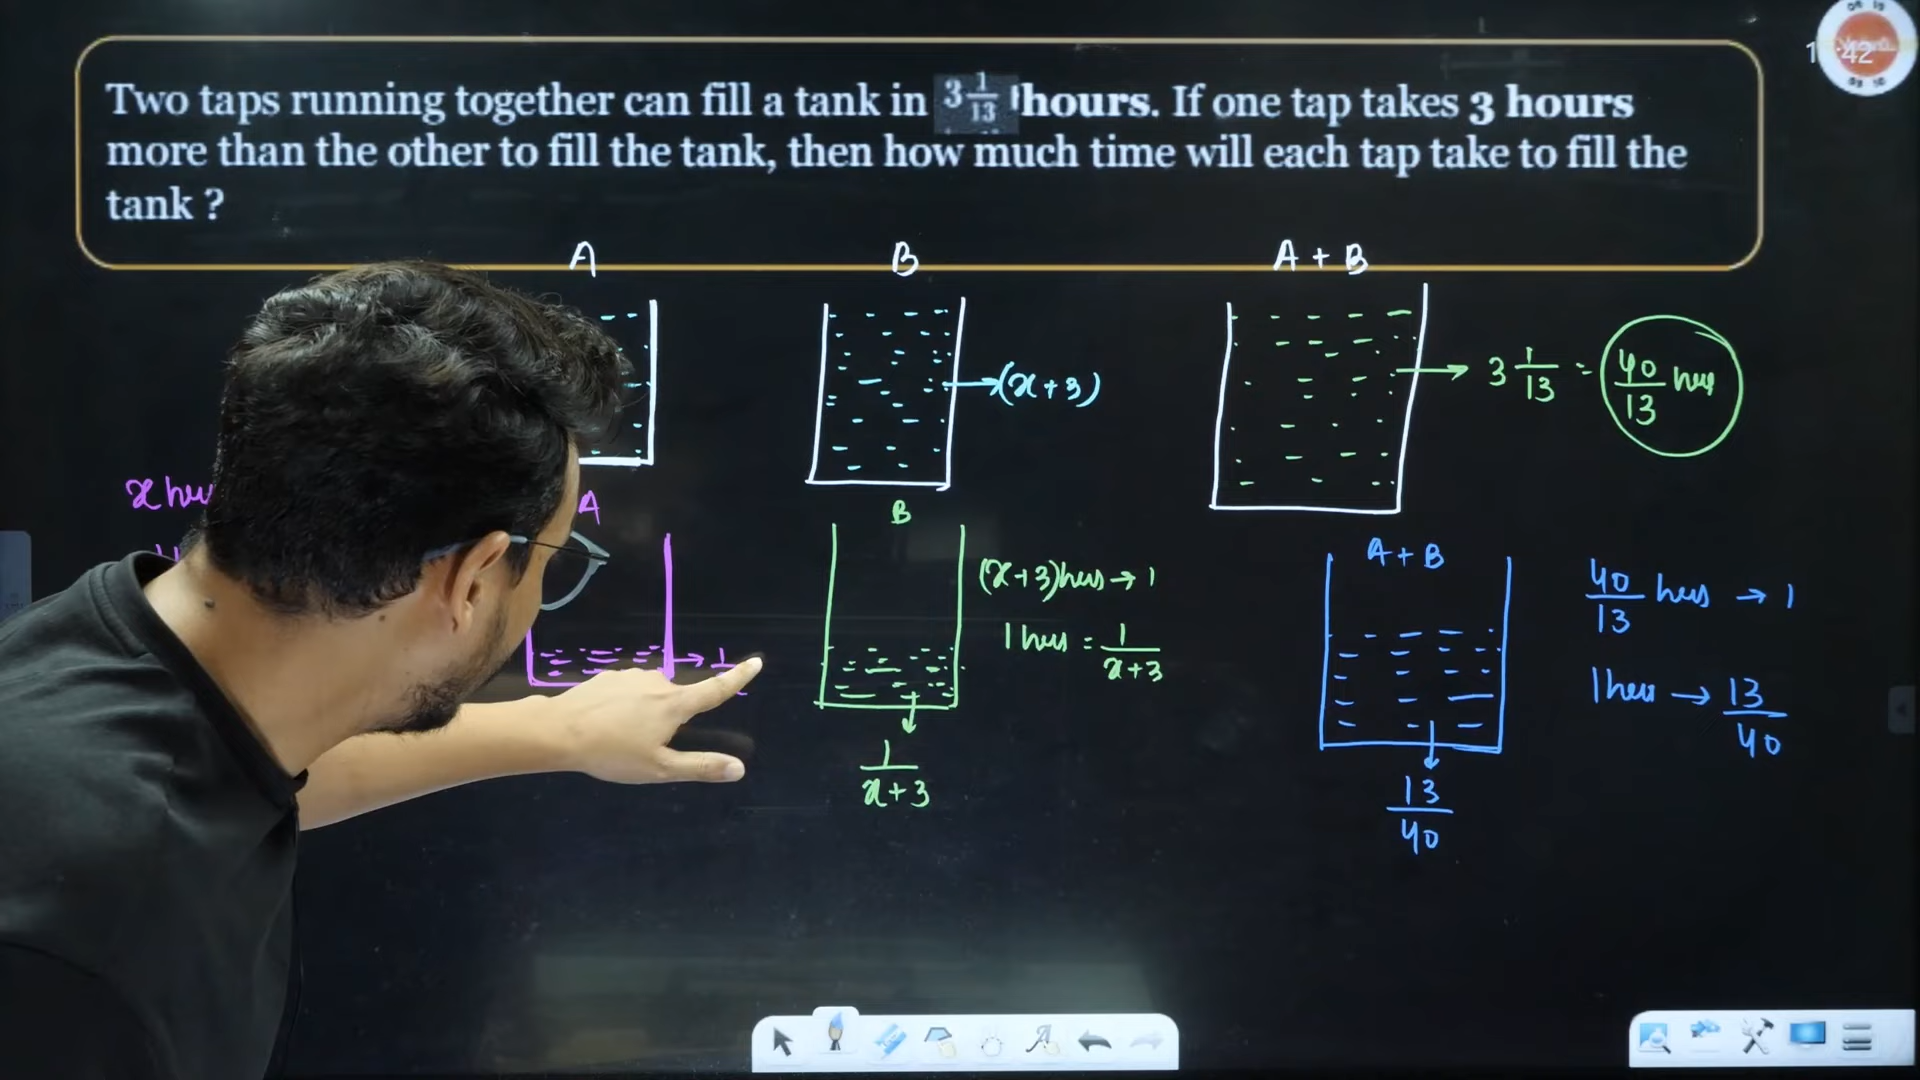 Two taps running together can fill a tank in 3 1/13 hours. If one tap takes 3 hours
more than the other to fill the tank, then how much time will each tap take to fill the
tank ?
A
B
A + B
→(x+3)
→ 3 1/13 = 40/13 hrs
x hrs
A
B
(x+3)hrs → 1
1 hrs = 1/(x+3)
1/(x+3)
A + B
40/13 hrs → 1
1 hrs → 13/40
13/40